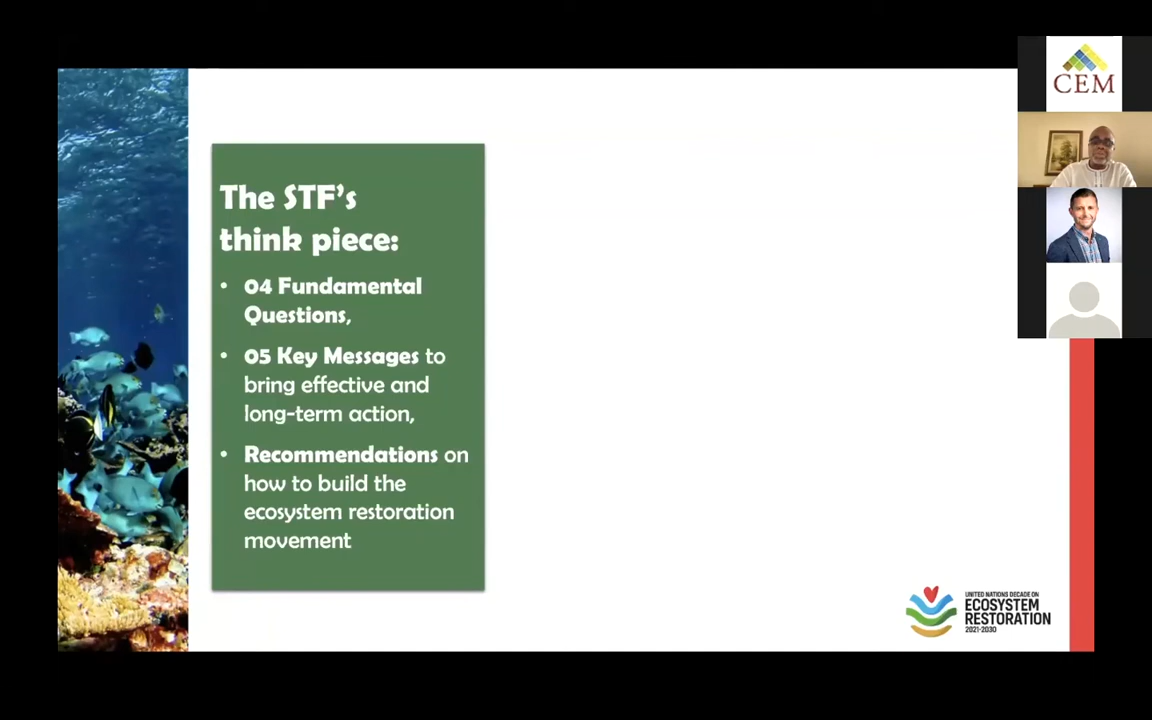 The STF's
think piece:
• 04 Fundamental
Questions,
• 05 Key Messages to
bring effective and
long-term action,
• Recommendations on
how to build the
ecosystem restoration
movement
CEM
UNITED NATIONS DECADE ON
ECOSYSTEM
RESTORATION
2021-2030